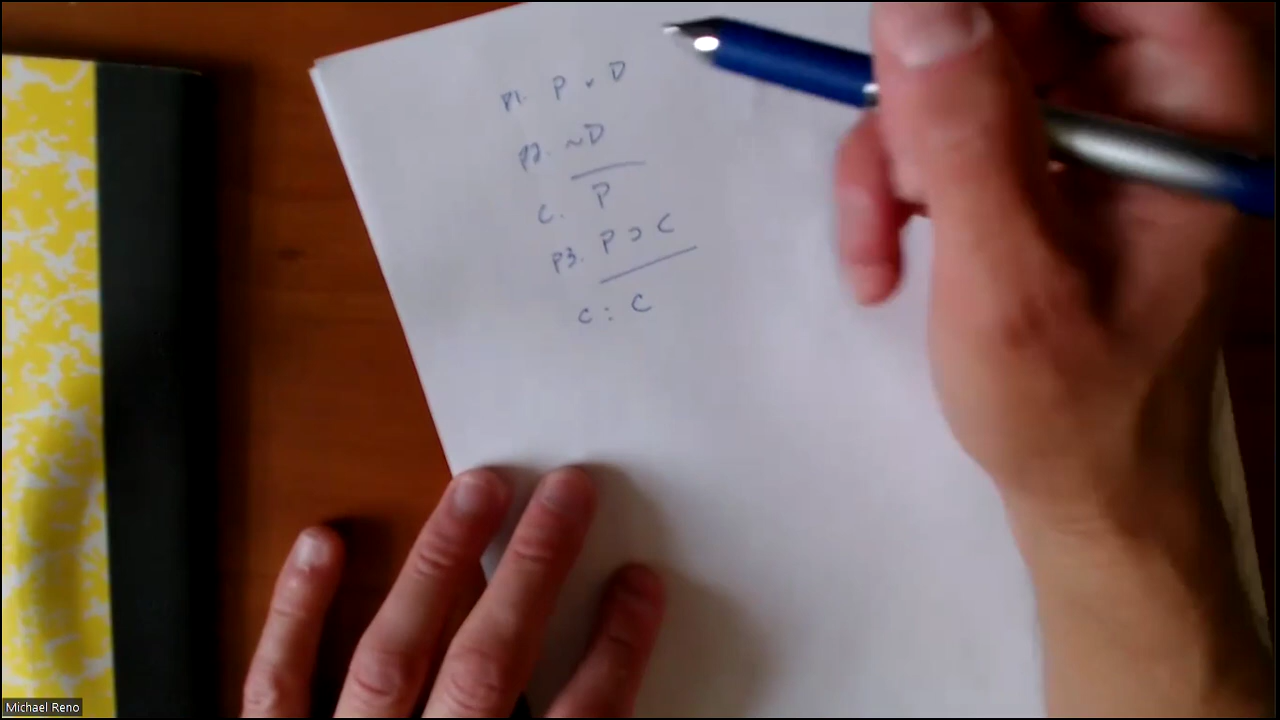 P1. P v D
P2. ~D
C. P
P3. P ⊃ C
C: C
Michael Reno